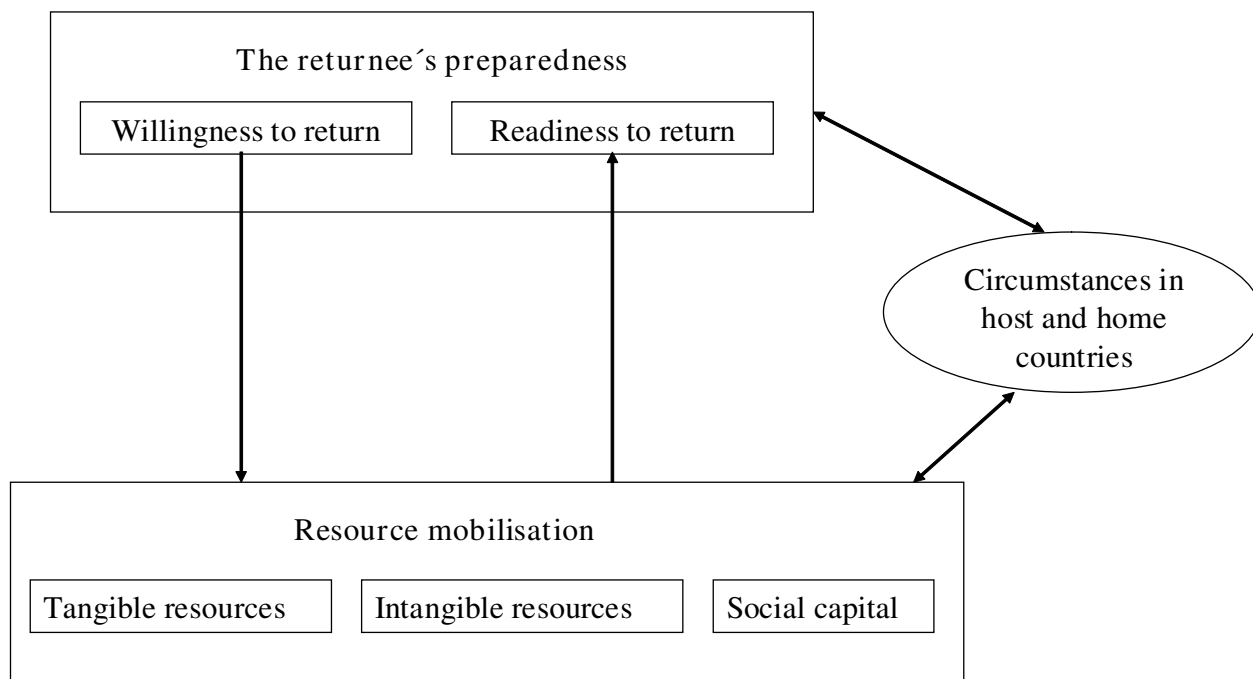 The returnee´s preparedness
Willingness to return
Readiness to return
Circumstances in
host and home
countries
Resource mobilisation
Tangible resources
Intangible resources
Social capital